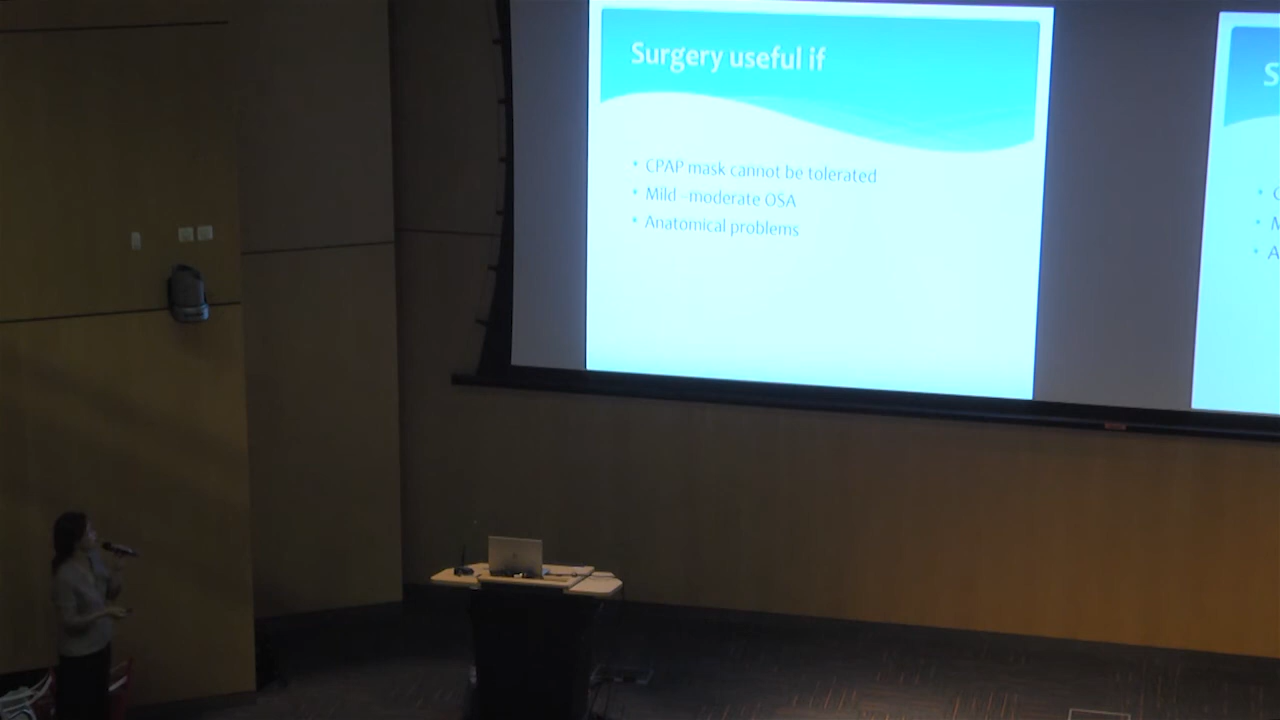 Surgery useful if
• CPAP mask cannot be tolerated
• Mild -moderate OSA
• Anatomical problems
S
C
M
A